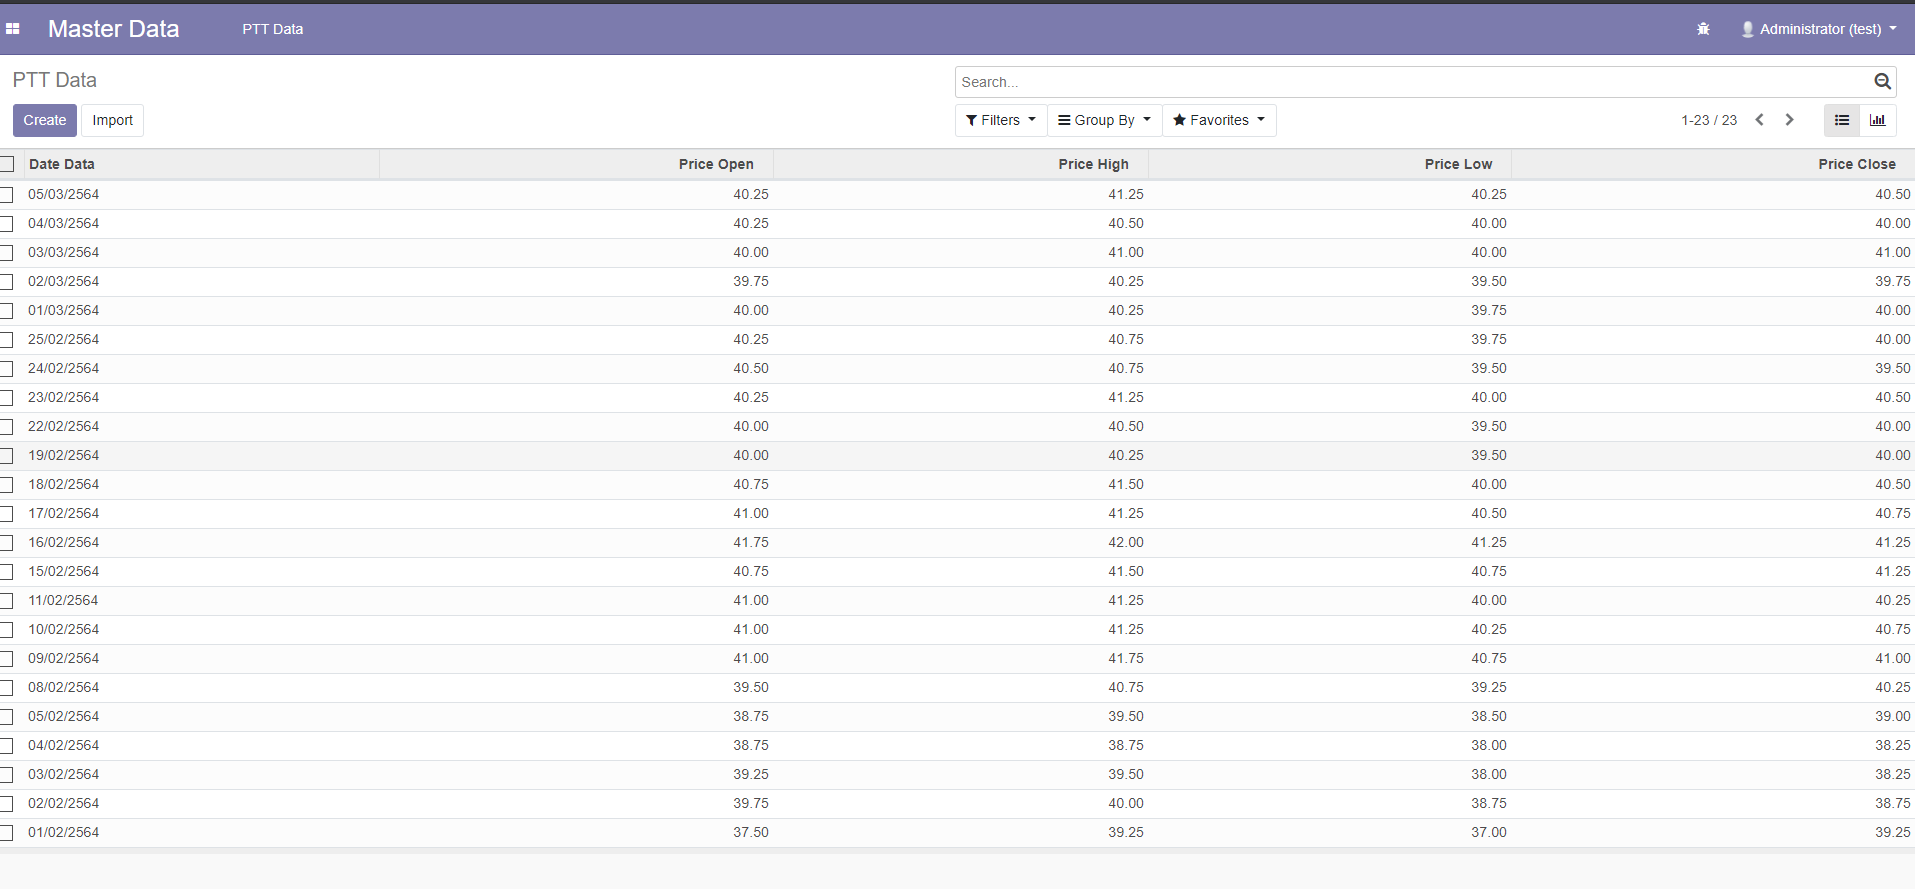 Master Data PTT Data Administrator (test)
PTT Data Search...
Create Import Filters Group By Favorites 1-23 / 23
Date Data Price Open Price High Price Low Price Close
05/03/2564 40.25 41.25 40.25 40.50
04/03/2564 40.25 40.50 40.00 40.00
03/03/2564 40.00 41.00 40.00 41.00
02/03/2564 39.75 40.25 39.50 39.75
01/03/2564 40.00 40.25 39.75 40.00
25/02/2564 40.25 40.75 39.75 40.00
24/02/2564 40.50 40.75 39.50 39.50
23/02/2564 40.25 41.25 40.00 40.50
22/02/2564 40.00 40.50 39.50 40.00
19/02/2564 40.00 40.25 39.50 40.00
18/02/2564 40.75 41.50 40.00 40.50
17/02/2564 41.00 41.25 40.50 40.75
16/02/2564 41.75 42.00 41.25 41.25
15/02/2564 40.75 41.50 40.75 41.25
11/02/2564 41.00 41.25 40.00 40.25
10/02/2564 41.00 41.25 40.25 40.75
09/02/2564 41.00 41.75 40.75 41.00
08/02/2564 39.50 40.75 39.25 40.25
05/02/2564 38.75 39.50 38.50 39.00
04/02/2564 38.75 38.75 38.00 38.25
03/02/2564 39.25 39.50 38.00 38.25
02/02/2564 39.75 40.00 38.75 38.75
01/02/2564 37.50 39.25 37.00 39.25